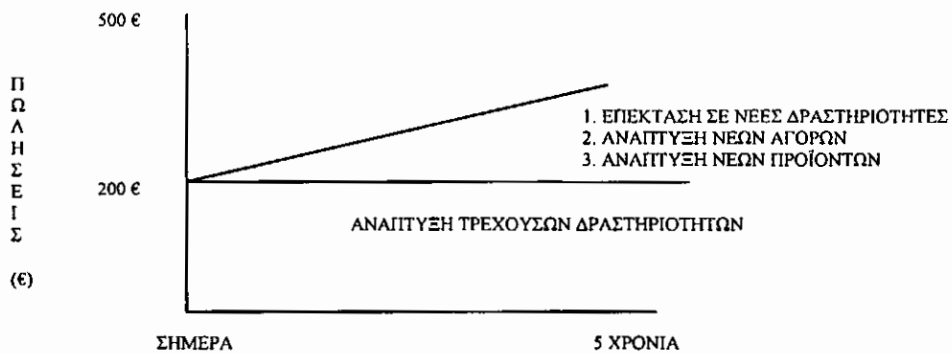 500 €
ΠΩΛΗΣΕΙΣ
(€)
1. ΕΠΕΚΤΑΣΗ ΣΕ ΝΕΕΣ ΔΡΑΣΤΗΡΙΟΤΗΤΕΣ
2. ΑΝΑΠΤΥΞΗ ΝΕΩΝ ΑΓΟΡΩΝ
3. ΑΝΑΠΤΥΞΗ ΝΕΩΝ ΠΡΟΪΟΝΤΩΝ
200 €
ΑΝΑΠΤΥΞΗ ΤΡΕΧΟΥΣΩΝ ΔΡΑΣΤΗΡΙΟΤΗΤΩΝ
ΣΗΜΕΡΑ
5 ΧΡΟΝΙΑ